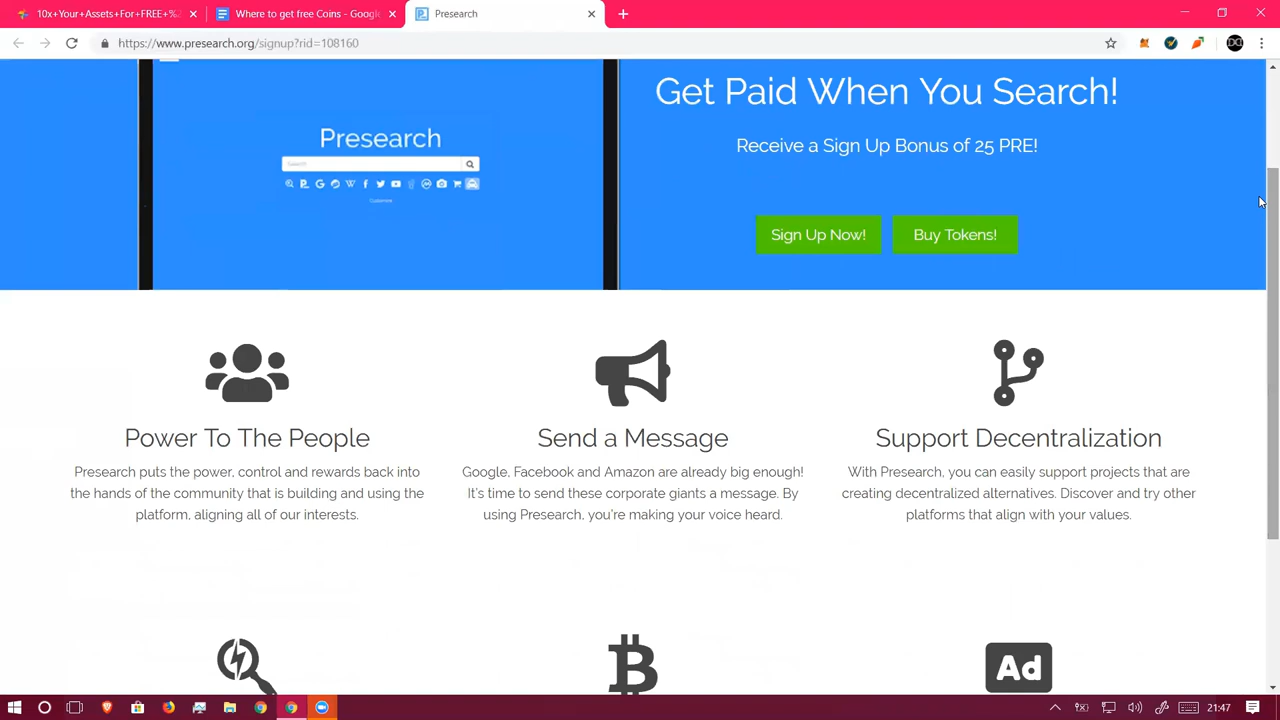 10x+Your+Assets+For+FREE+%2
Where to get free Coins - Google
Presearch
https://www.presearch.org/signup?rid=108160
Get Paid When You Search!
Presearch
Receive a Sign Up Bonus of 25 PRE!
Search
Customize
Sign Up Now!
Buy Tokens!
Power To The People
Presearch puts the power, control and rewards back into
the hands of the community that is building and using the
platform, aligning all of our interests.
Send a Message
Google, Facebook and Amazon are already big enough!
It's time to send these corporate giants a message. By
using Presearch, you're making your voice heard.
Support Decentralization
With Presearch, you can easily support projects that are
creating decentralized alternatives. Discover and try other
platforms that align with your values.
Ad
21:47